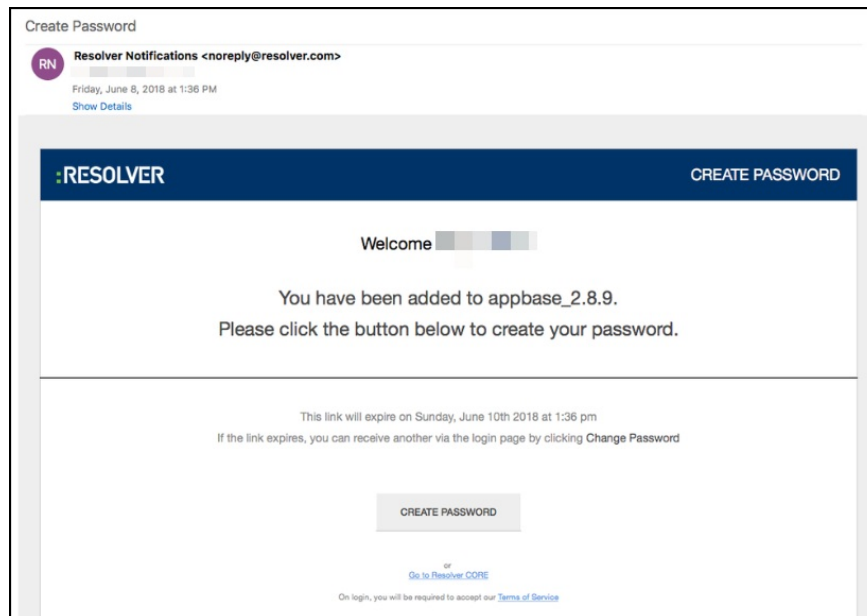 Create Password
RN
Resolver Notifications <noreply@resolver.com>
Friday, June 8, 2018 at 1:36 PM
Show Details
:RESOLVER
CREATE PASSWORD
Welcome
You have been added to appbase_2.8.9.
Please click the button below to create your password.
This link will expire on Sunday, June 10th 2018 at 1:36 pm
If the link expires, you can receive another via the login page by clicking Change Password
CREATE PASSWORD
or
Go to Resolver CORE
On login, you will be required to accept our Terms of Service